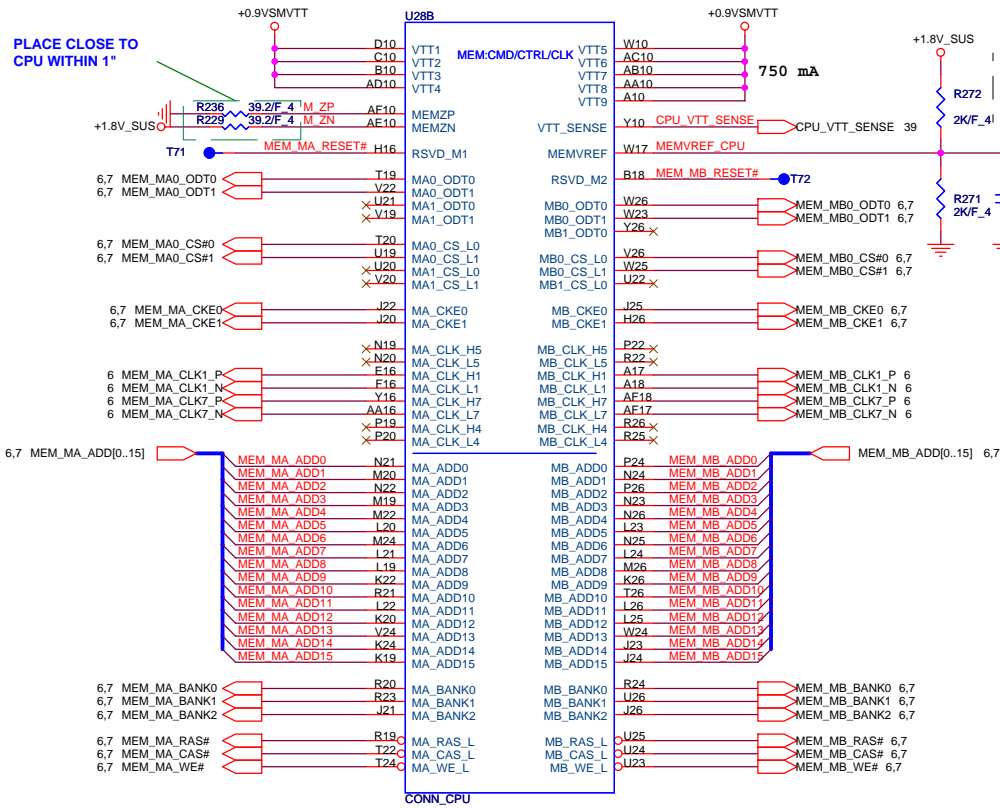 +0.9VSMVTT
U28B
+0.9VSMVTT
+1.8V_SUS
PLACE CLOSE TO
CPU WITHIN 1"
MEM:CMD/CTRL/CLK
D10 VTT1
C10 VTT2
B10 VTT3
AD10 VTT4
VTT5 W10
VTT6 AC10
VTT7 AB10
VTT8 AA10
VTT9 A10
750 mA
R236 39.2/F_4 M_ZP AF10 MEMZP
+1.8V_SUS R229 39.2/F_4 M_ZN AE10 MEMZN
VTT_SENSE Y10 CPU_VTT_SENSE CPU_VTT_SENSE 39
R272
2K/F_4
T71 MEM_MA_RESET# H16 RSVD_M1
MEMVREF W17 MEMVREF_CPU
RSVD_M2 B18 MEM_MB_RESET# T72
R271
2K/F_4
6,7 MEM_MA0_ODT0 T19 MA0_ODT0
6,7 MEM_MA0_ODT1 V22 MA0_ODT1
U21 MA1_ODT0
V19 MA1_ODT1
MB0_ODT0 W26 MEM_MB0_ODT0 6,7
MB0_ODT1 W23 MEM_MB0_ODT1 6,7
MB1_ODT0 Y26
6,7 MEM_MA0_CS#0 T20 MA0_CS_L0
6,7 MEM_MA0_CS#1 U19 MA0_CS_L1
U20 MA1_CS_L0
V20 MA1_CS_L1
MB0_CS_L0 V26 MEM_MB0_CS#0 6,7
MB0_CS_L1 W25 MEM_MB0_CS#1 6,7
MB1_CS_L0 U22
6,7 MEM_MA_CKE0 J22 MA_CKE0
6,7 MEM_MA_CKE1 J20 MA_CKE1
MB_CKE0 J25 MEM_MB_CKE0 6,7
MB_CKE1 H26 MEM_MB_CKE1 6,7
N19 MA_CLK_H5
N20 MA_CLK_L5
6 MEM_MA_CLK1_P E16 MA_CLK_H1
6 MEM_MA_CLK1_N F16 MA_CLK_L1
6 MEM_MA_CLK7_P Y16 MA_CLK_H7
6 MEM_MA_CLK7_N AA16 MA_CLK_L7
P19 MA_CLK_H4
P20 MA_CLK_L4
MB_CLK_H5 P22
MB_CLK_L5 R22
MB_CLK_H1 A17 MEM_MB_CLK1_P 6
MB_CLK_L1 A18 MEM_MB_CLK1_N 6
MB_CLK_H7 AF18 MEM_MB_CLK7_P 6
MB_CLK_L7 AF17 MEM_MB_CLK7_N 6
MB_CLK_H4 R26
MB_CLK_L4 R25
6,7 MEM_MA_ADD[0..15]
MEM_MB_ADD[0..15] 6,7
MEM_MA_ADD0 N21 MA_ADD0
MEM_MA_ADD1 M20 MA_ADD1
MEM_MA_ADD2 N22 MA_ADD2
MEM_MA_ADD3 M19 MA_ADD3
MEM_MA_ADD4 M22 MA_ADD4
MEM_MA_ADD5 L20 MA_ADD5
MEM_MA_ADD6 M24 MA_ADD6
MEM_MA_ADD7 L21 MA_ADD7
MEM_MA_ADD8 L19 MA_ADD8
MEM_MA_ADD9 K22 MA_ADD9
MEM_MA_ADD10 R21 MA_ADD10
MEM_MA_ADD11 L22 MA_ADD11
MEM_MA_ADD12 K20 MA_ADD12
MEM_MA_ADD13 V24 MA_ADD13
MEM_MA_ADD14 K24 MA_ADD14
MEM_MA_ADD15 K19 MA_ADD15
MB_ADD0 P24 MEM_MB_ADD0
MB_ADD1 N24 MEM_MB_ADD1
MB_ADD2 P26 MEM_MB_ADD2
MB_ADD3 N23 MEM_MB_ADD3
MB_ADD4 N26 MEM_MB_ADD4
MB_ADD5 L23 MEM_MB_ADD5
MB_ADD6 N25 MEM_MB_ADD6
MB_ADD7 L24 MEM_MB_ADD7
MB_ADD8 M26 MEM_MB_ADD8
MB_ADD9 K26 MEM_MB_ADD9
MB_ADD10 T26 MEM_MB_ADD10
MB_ADD11 L26 MEM_MB_ADD11
MB_ADD12 L25 MEM_MB_ADD12
MB_ADD13 W24 MEM_MB_ADD13
MB_ADD14 J23 MEM_MB_ADD14
MB_ADD15 J24 MEM_MB_ADD15
6,7 MEM_MA_BANK0 R20 MA_BANK0
6,7 MEM_MA_BANK1 R23 MA_BANK1
6,7 MEM_MA_BANK2 J21 MA_BANK2
MB_BANK0 R24 MEM_MB_BANK0 6,7
MB_BANK1 U26 MEM_MB_BANK1 6,7
MB_BANK2 J26 MEM_MB_BANK2 6,7
6,7 MEM_MA_RAS# R19 MA_RAS_L
6,7 MEM_MA_CAS# T22 MA_CAS_L
6,7 MEM_MA_WE# T24 MA_WE_L
MB_RAS_L U25 MEM_MB_RAS# 6,7
MB_CAS_L U24 MEM_MB_CAS# 6,7
MB_WE_L U23 MEM_MB_WE# 6,7
CONN_CPU